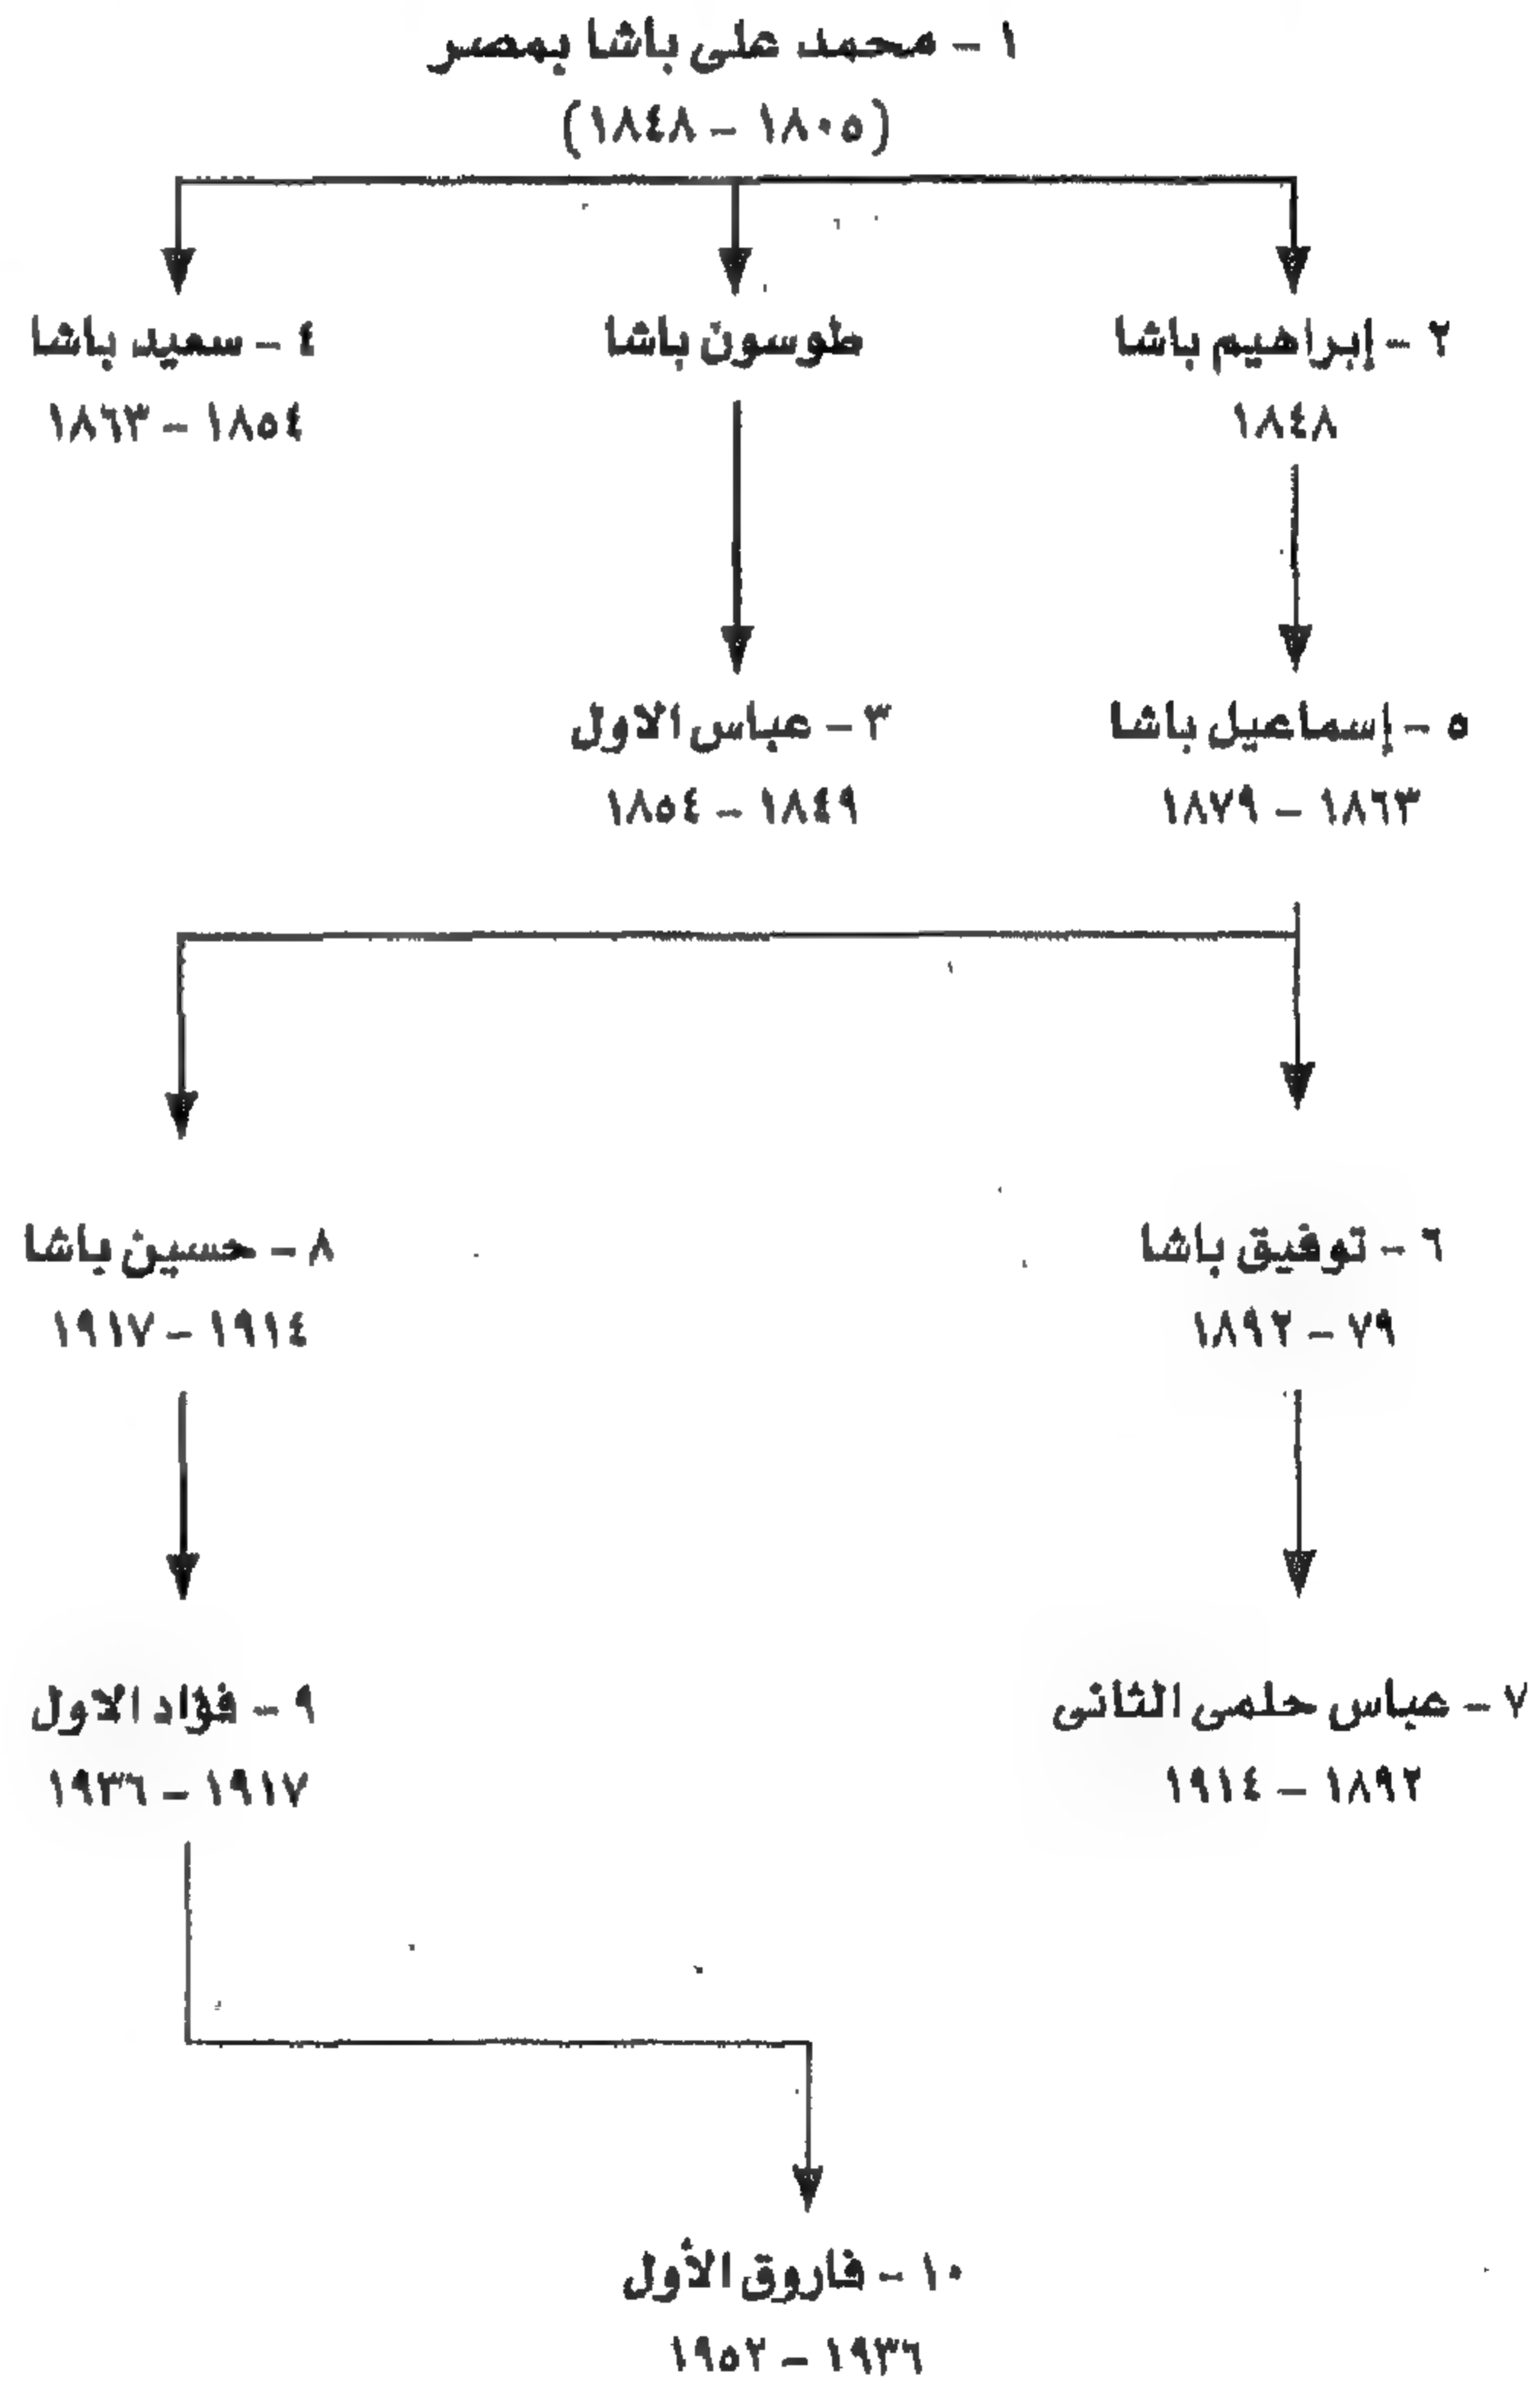 ١ - محمد على باشا بمصر
(١٨٠٥ - ١٨٤٨)
٢ - إبراهيم باشا
١٨٤٨
طوسون باشا
٤ - سعيد باشا
١٨٥٤ - ١٨٦٣
٥ - إسماعيل باشا
١٨٦٣ - ١٨٧٩
٣ - عباس الاول
١٨٤٩ - ١٨٥٤
٦ - توفيق باشا
٧٩ - ١٨٩٢
٨ - حسين باشا
١٩١٤ - ١٩١٧
٧ - عباس حلمى الثانى
١٨٩٢ - ١٩١٤
٩ - فؤاد الاول
١٩١٧ - ١٩٣٦
١٠ - فاروق الأول
١٩٣٦ - ١٩٥٢